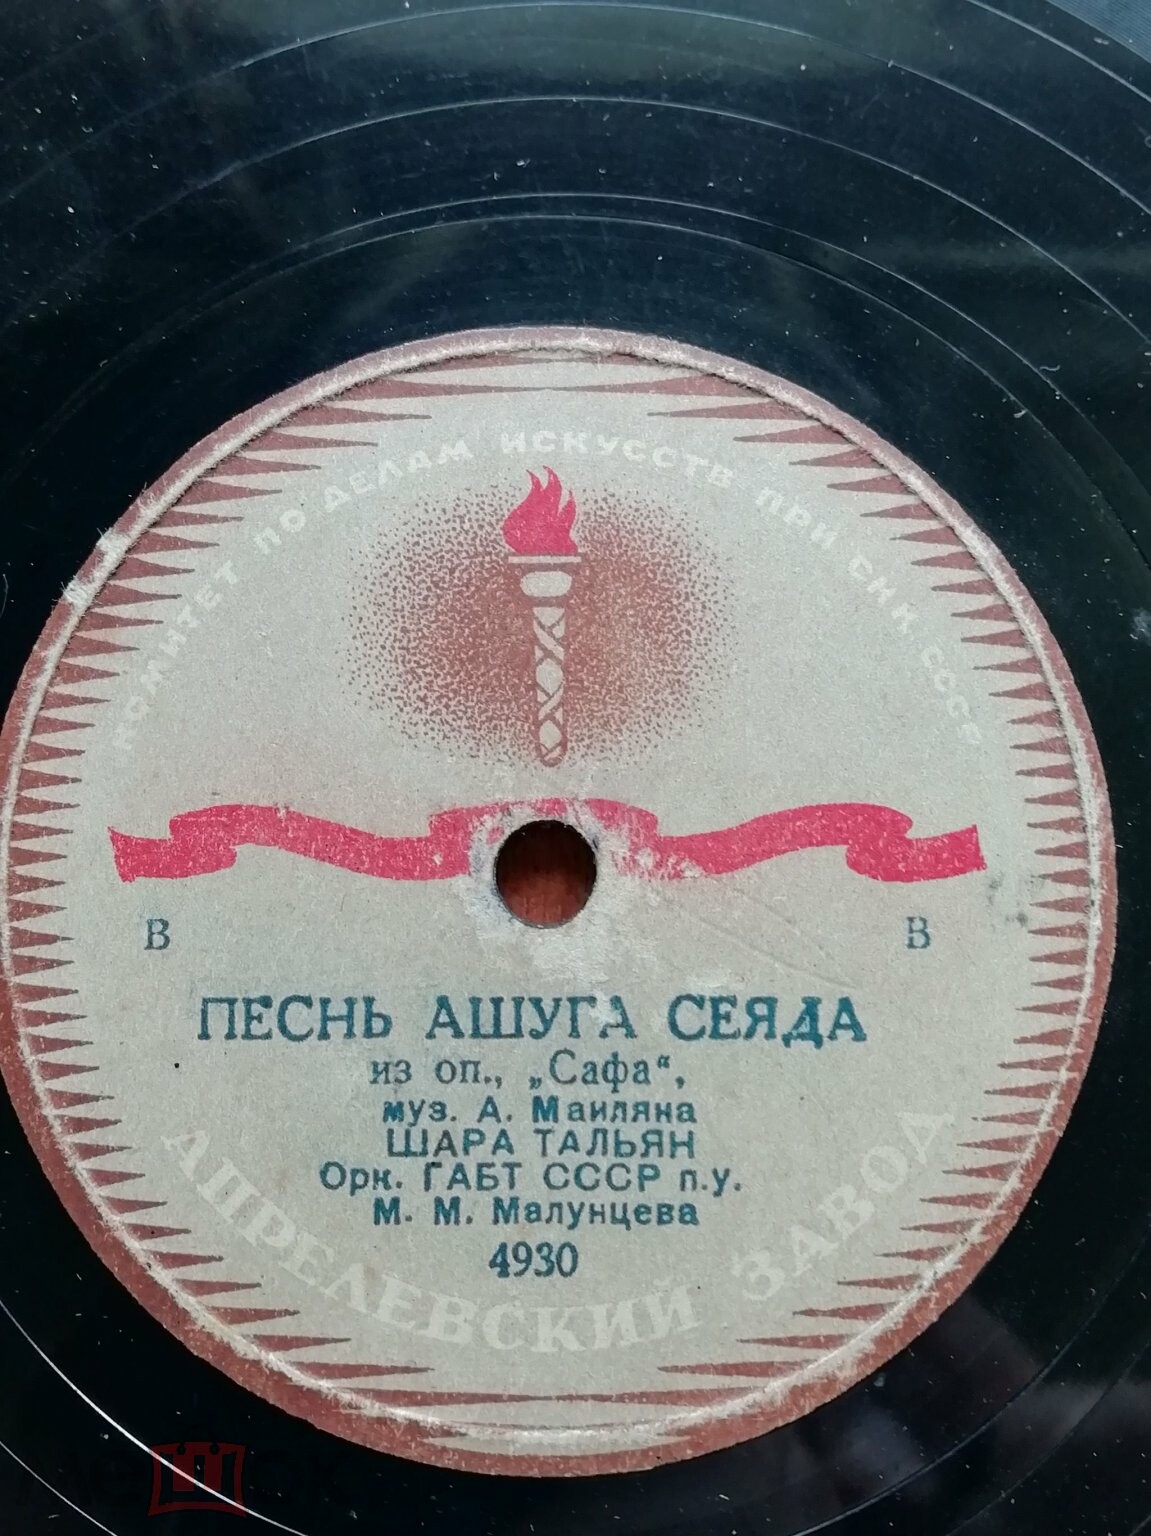 КОМИТЕТ ПО ДЕЛАМ ИСКУССТВ ПРИ СНК СССР
В В
ПЕСНЬ АШУГА СЕЯДА
из оп., „Сафа“,
муз. А. Маиляна
ШАРА ТАЛЬЯН
Орк. ГАБТ СССР п.у.
М. М. Малунцева
4930
АПРЕЛЕВСКИЙ ЗАВОД